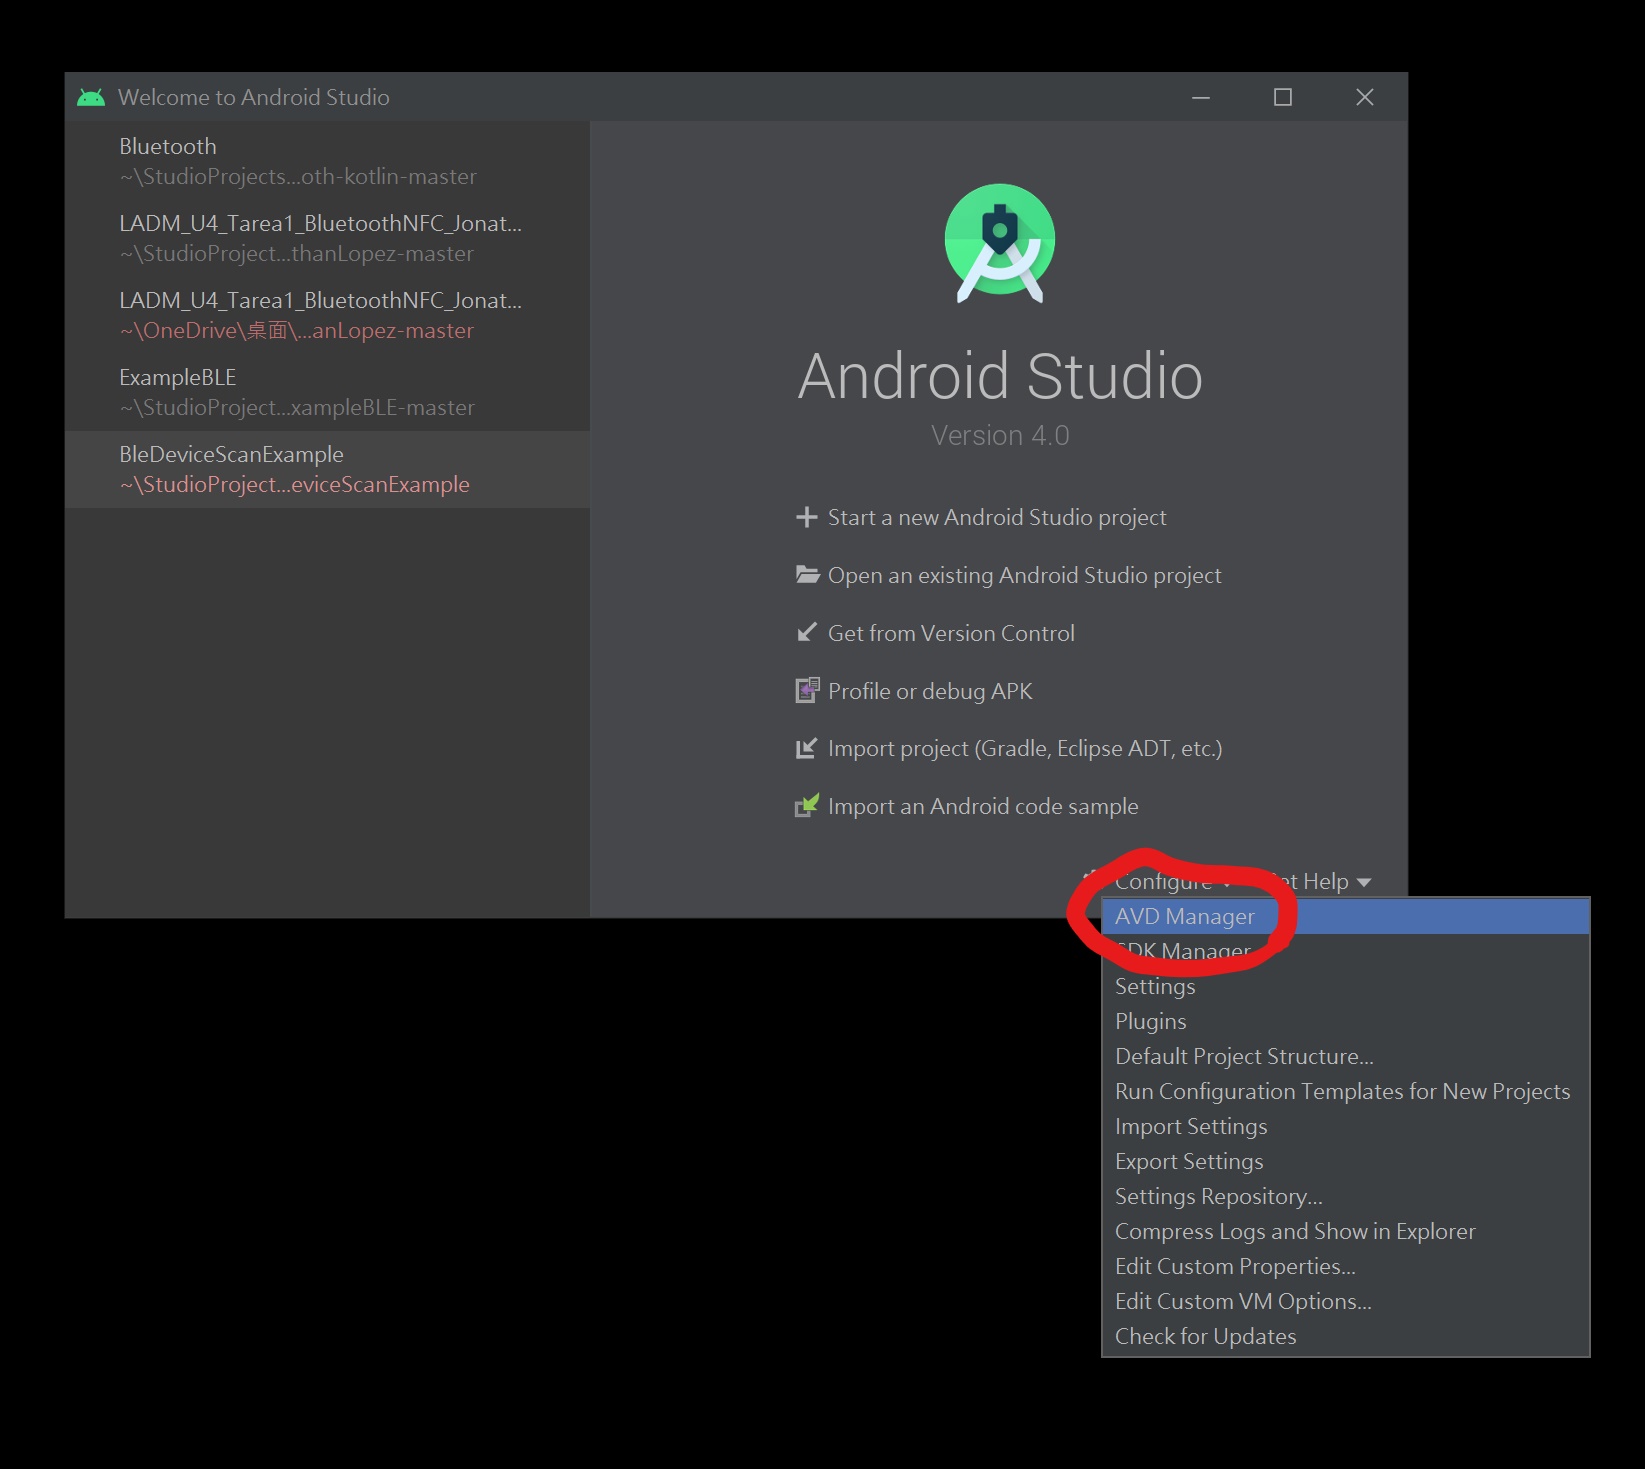 Welcome to Android Studio
Bluetooth
~\StudioProjects...oth-kotlin-master
LADM_U4_Tarea1_BluetoothNFC_Jonat...
~\StudioProject...thanLopez-master
LADM_U4_Tarea1_BluetoothNFC_Jonat...
~\OneDrive\桌面\...anLopez-master
ExampleBLE
~\StudioProject...xampleBLE-master
BleDeviceScanExample
~\StudioProject...eviceScanExample
Android Studio
Version 4.0
Start a new Android Studio project
Open an existing Android Studio project
Get from Version Control
Profile or debug APK
Import project (Gradle, Eclipse ADT, etc.)
Import an Android code sample
Configure
Get Help
AVD Manager
SDK Manager
Settings
Plugins
Default Project Structure...
Run Configuration Templates for New Projects
Import Settings
Export Settings
Settings Repository...
Compress Logs and Show in Explorer
Edit Custom Properties...
Edit Custom VM Options...
Check for Updates